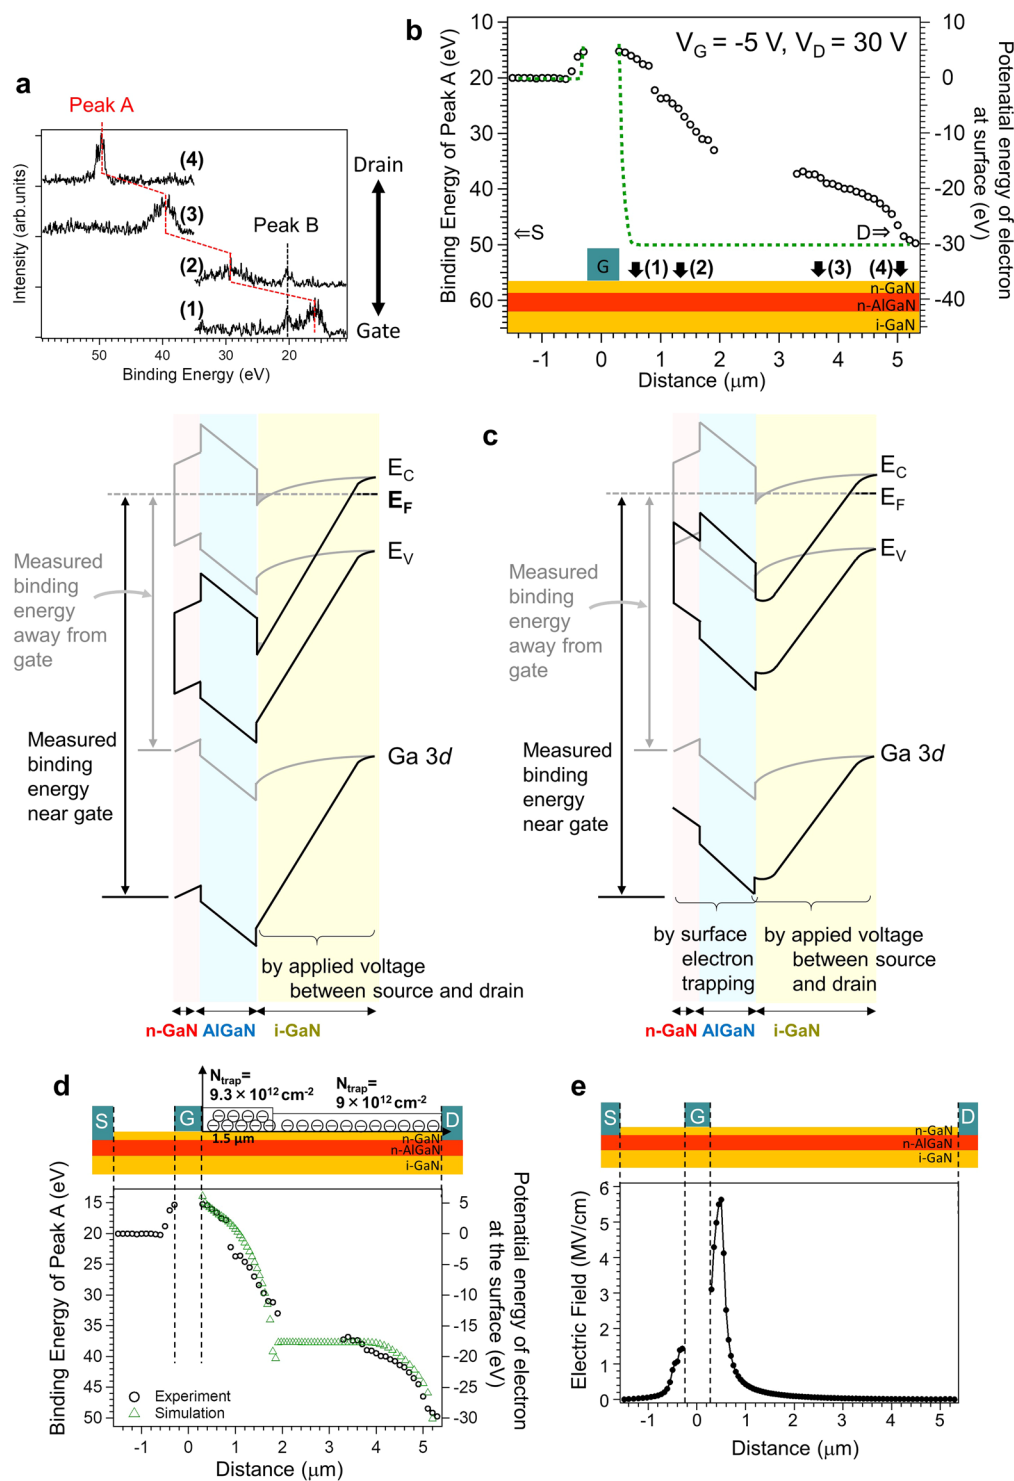 a
Peak A
(4)
Drain
(3)
Peak B
(2)
(1)
Gate
Intensity (arb.units)
50
40
30
20
Binding Energy (eV)
b
V_G = -5 V, V_D = 30 V
Binding Energy of Peak A (eV)
10
20
30
40
50
60
Potenatial energy of electron
at surface (eV)
10
0
-10
-20
-30
-40
⇐S
D⇒
G
(1)
(2)
(3)
(4)
n-GaN
n-AlGaN
i-GaN
-1
0
1
2
3
4
5
Distance (μm)
E_C
E_F
E_V
Measured
binding
energy
away from
gate
Measured
binding
energy
near gate
Ga 3d
by applied voltage
between source and drain
n-GaN
AlGaN
i-GaN
c
E_C
E_F
E_V
Measured
binding
energy
away from
gate
Measured
binding
energy
near gate
Ga 3d
by surface
electron
trapping
by appied voltage
between source
and drain
n-GaN
AlGaN
i-GaN
d
N_trap=
9.3×10¹² cm⁻²
N_trap=
9×10¹² cm⁻²
S
G
D
1.5 μm
n-GaN
n-AlGaN
i-GaN
Binding Energy of Peak A (eV)
15
20
25
30
35
40
45
50
Potenatial energy of electron
at the surface (eV)
5
0
-5
-10
-15
-20
-25
-30
Experiment
Simulation
-1
0
1
2
3
4
5
Distance (μm)
e
S
G
D
n-GaN
n-AlGaN
i-GaN
Electric Field (MV/cm)
6
5
4
3
2
1
0
-1
0
1
2
3
4
5
Distance (μm)